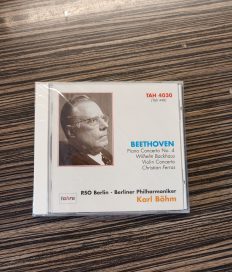 TAH 4030
BEETHOVEN
Piano Concerto No. 4
Wilhelm Backhaus
Violin Concerto
Christian Ferras
tahra
RSO Berlin - Berliner Philharmoniker
Karl Böhm